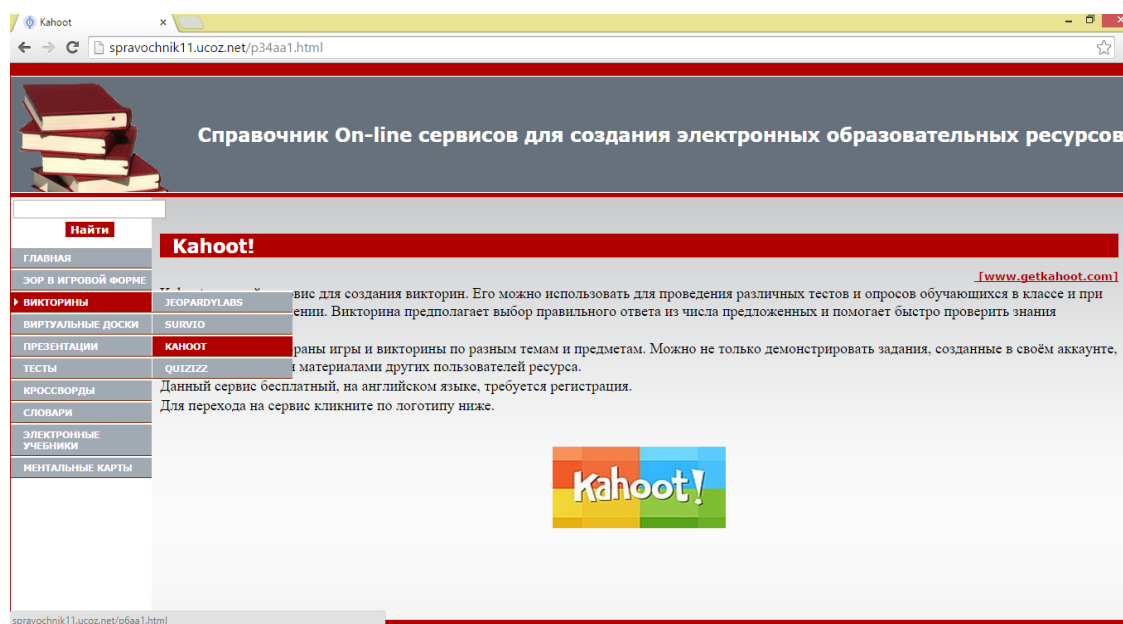 Kahoot
spravochnik11.ucoz.net/p34aa1.html
Справочник On-line сервисов для создания электронных образовательных ресурсов
Найти
ГЛАВНАЯ
ЭОР В ИГРОВОЙ ФОРМЕ
ВИКТОРИНЫ
ВИРТУАЛЬНЫЕ ДОСКИ
ПРЕЗЕНТАЦИИ
ТЕСТЫ
КРОССВОРДЫ
СЛОВАРИ
ЭЛЕКТРОННЫЕ
УЧЕБНИКИ
МЕНТАЛЬНЫЕ КАРТЫ
JEOPARDYLABS
SURVIO
KAHOOT
QUIZIZZ
Kahoot!
[www.getkahoot.com]
для создания викторин. Его можно использовать для проведения различных тестов и опросов обучающихся в классе и при
Викторина предполагает выбор правильного ответа из числа предложенных и помогает быстро проверить знания
игры и викторины по разным темам и предметам. Можно не только демонстрировать задания, созданные в своём аккаунте,
материалами других пользователей ресурса.
Данный сервис бесплатный, на английском языке, требуется регистрация.
Для перехода на сервис кликните по логотипу ниже.
Kahoot!
spravochnik11.ucoz.net/p6aa1.html